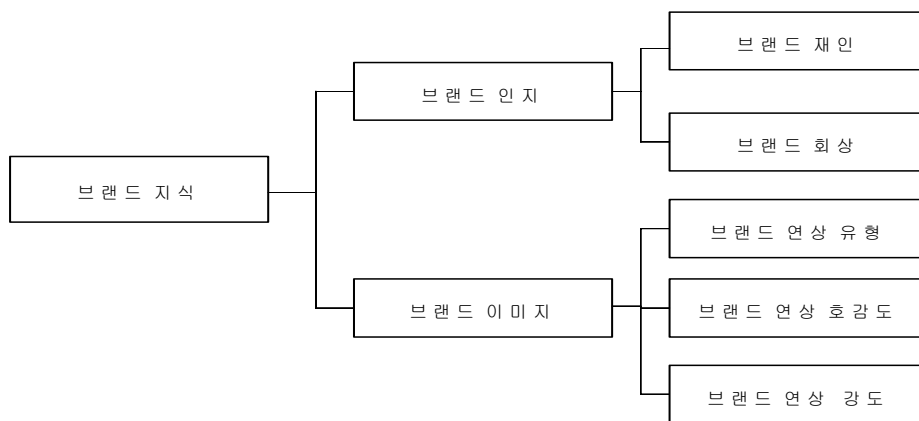 브랜드 지식
브랜드 인지
브랜드 재인
브랜드 회상
브랜드 이미지
브랜드 연상 유형
브랜드 연상 호감도
브랜드 연상 강도